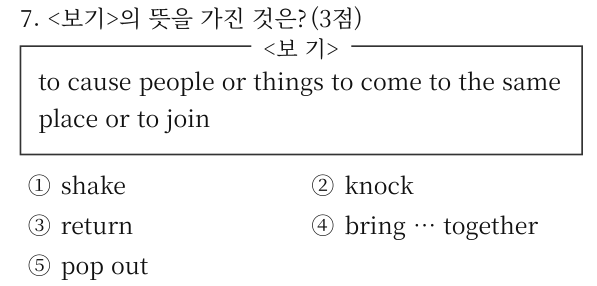 7. <보기>의 뜻을 가진 것은?(3점)
<보 기>
to cause people or things to come to the same
place or to join
① shake ② knock
③ return ④ bring ⋯ together
⑤ pop out